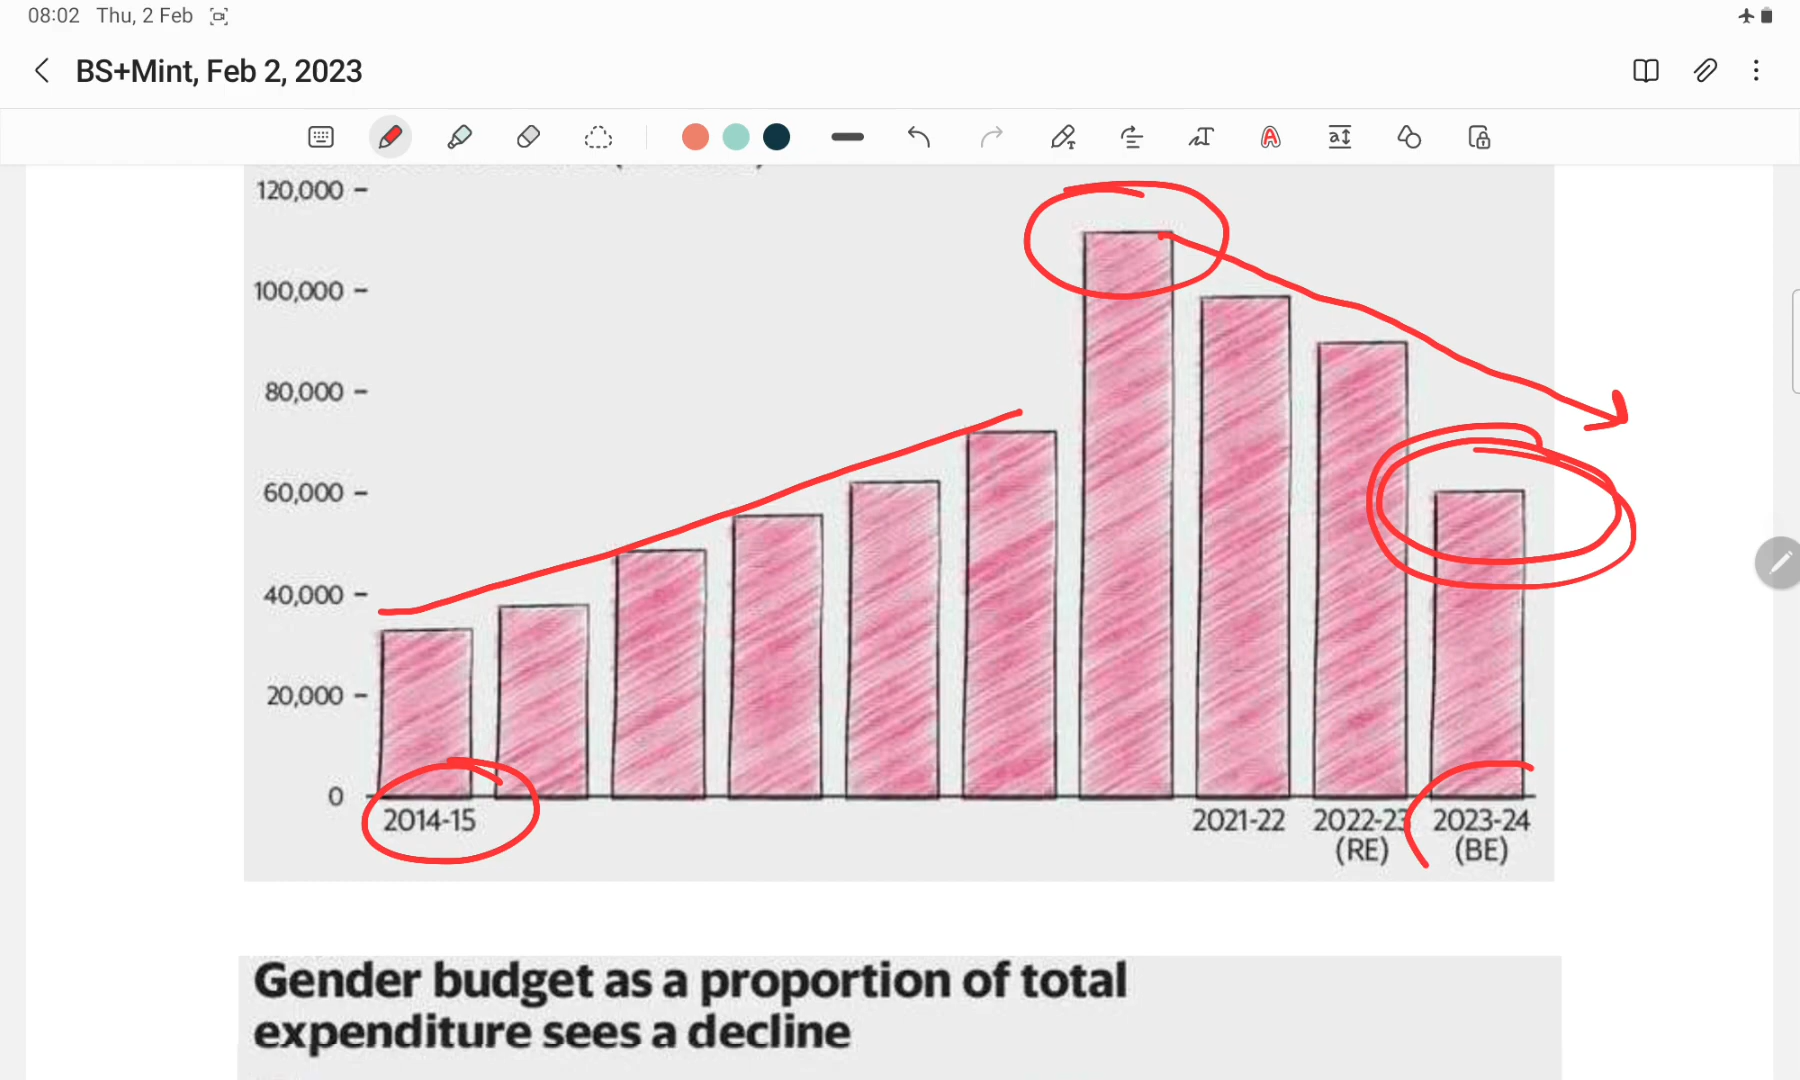 08:02 Thu, 2 Feb
BS+Mint, Feb 2, 2023
120,000
100,000
80,000
60,000
40,000
20,000
0
2014-15 2021-22 2022-23 2023-24
(RE) (BE)
Gender budget as a proportion of total
expenditure sees a decline